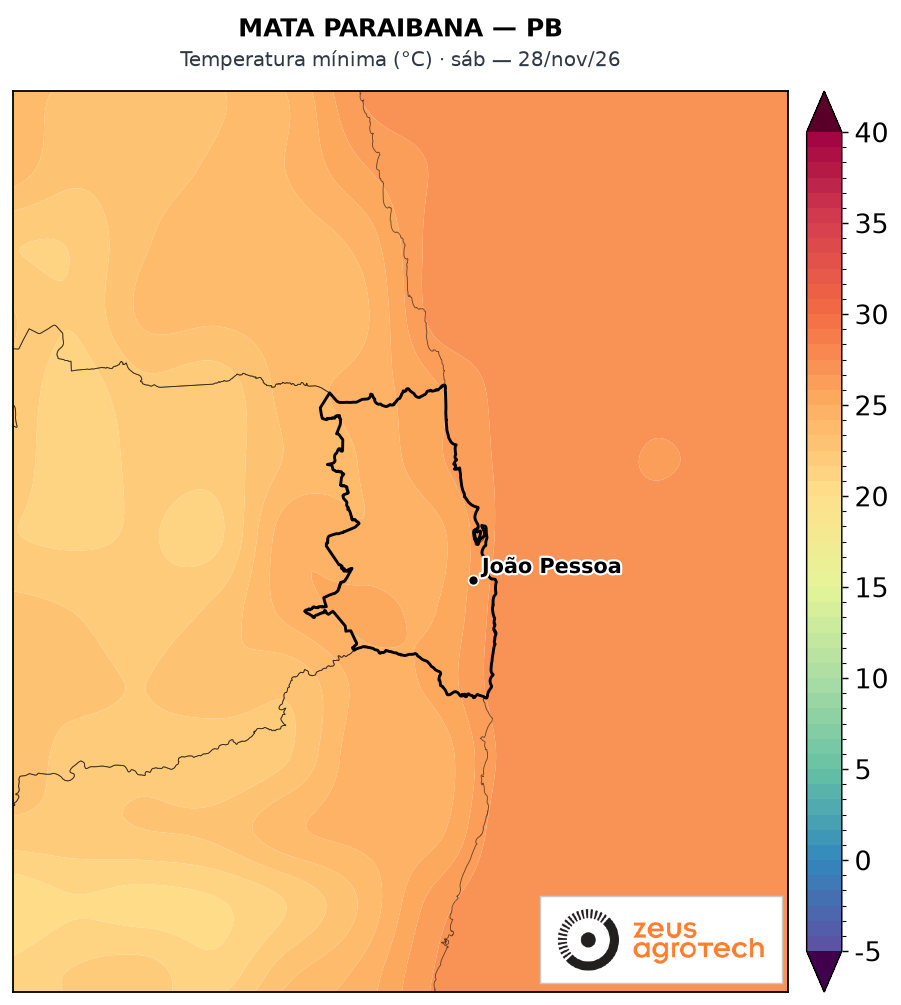 MATA PARAIBANA — PB
Temperatura mínima (°C) · sáb — 28/nov/26
40
35
30
25
20
15
10
5
0
-5
João Pessoa
zeus
agrotech